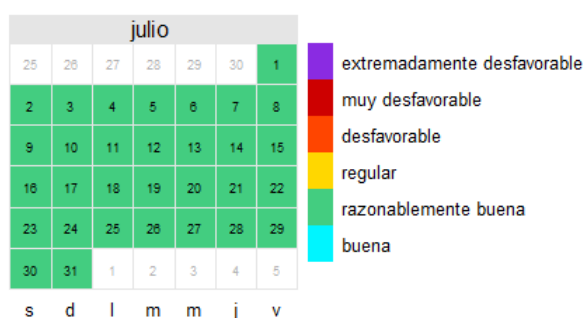 julio
25 26 27 28 29 30 1
2 3 4 5 6 7 8
9 10 11 12 13 14 15
16 17 18 19 20 21 22
23 24 25 26 27 28 29
30 31 1 2 3 4 5
s d l m m j v
extremadamente desfavorable
muy desfavorable
desfavorable
regular
razonablemente buena
buena